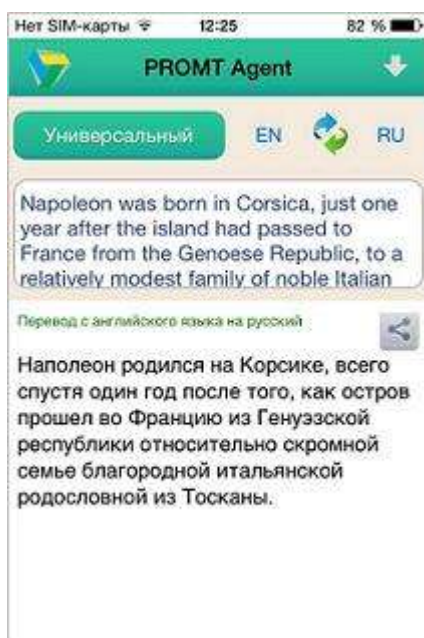 Нет SIM-карты 12:25 82 %
PROMT Agent
Универсальный EN RU
Napoleon was born in Corsica, just one
year after the island had passed to
France from the Genoese Republic, to a
relatively modest family of noble Italian
Перевод с английского языка на русский
Наполеон родился на Корсике, всего
спустя один год после того, как остров
прошел во Францию из Генуэзской
республики относительно скромной
семье благородной итальянской
родословной из Тосканы.